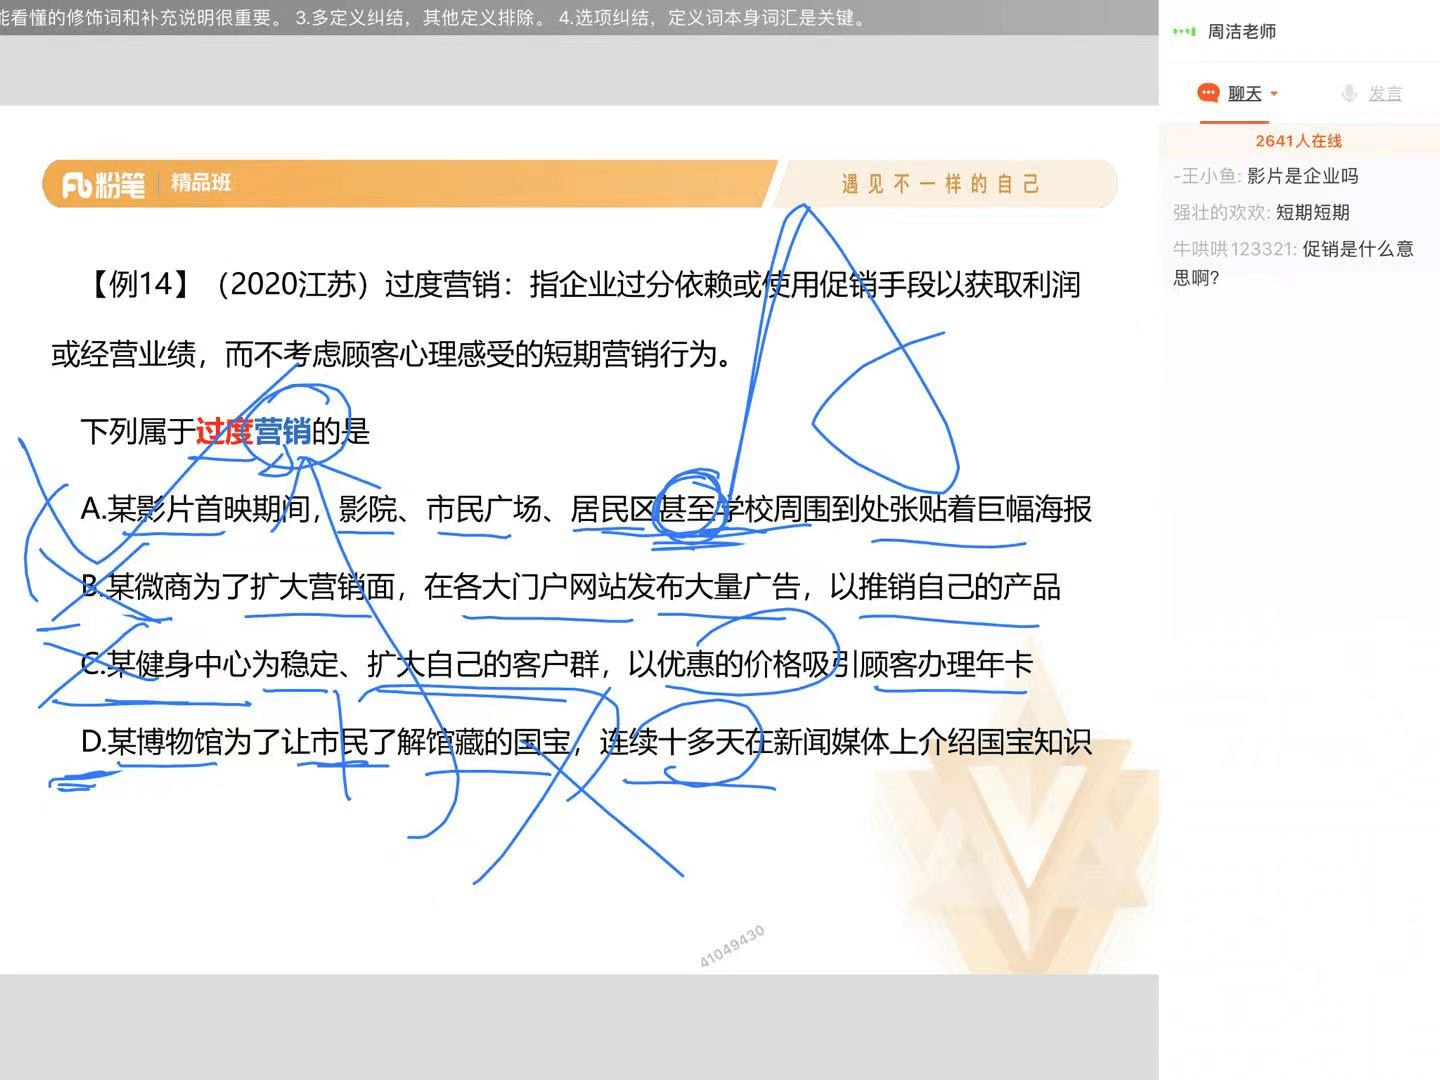 能看懂的修饰词和补充说明很重要。 3.多定义纠结，其他定义排除。 4.选项纠结，定义词本身词汇是关键。
周洁老师
聊天
发言
2641人在线
-王小鱼: 影片是企业吗
强壮的欢欢: 短期短期
牛哄哄123321: 促销是什么意
思啊?
粉笔 精品班
遇见不一样的自己
【例14】（2020江苏）过度营销：指企业过分依赖或使用促销手段以获取利润
或经营业绩，而不考虑顾客心理感受的短期营销行为。
下列属于过度营销的是
A.某影片首映期间，影院、市民广场、居民区甚至学校周围到处张贴着巨幅海报
B.某微商为了扩大营销面，在各大门户网站发布大量广告，以推销自己的产品
C.某健身中心为稳定、扩大自己的客户群，以优惠的价格吸引顾客办理年卡
D.某博物馆为了让市民了解馆藏的国宝，连续十多天在新闻媒体上介绍国宝知识
41049430